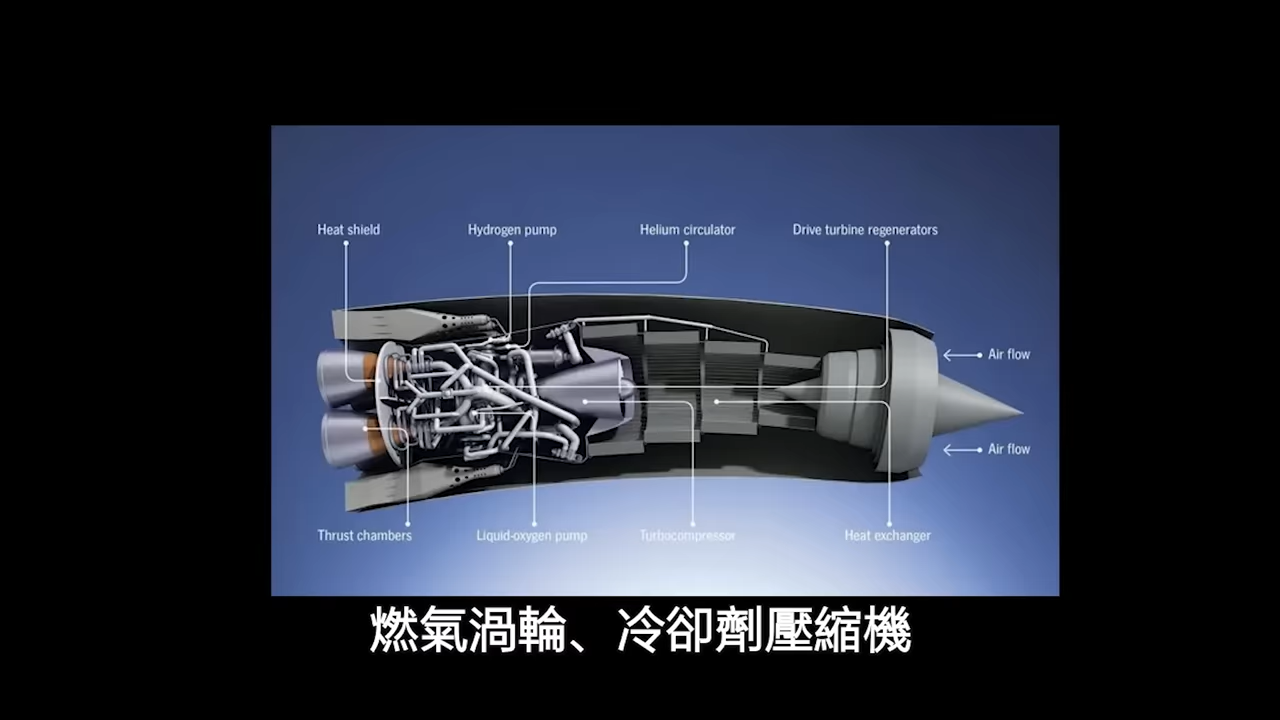 Heat shield
Hydrogen pump
Helium circulator
Drive turbine regenerators
Air flow
Air flow
Thrust chambers
Liquid-oxygen pump
Turbocompressor
Heat exchanger
燃氣渦輪、冷卻劑壓縮機